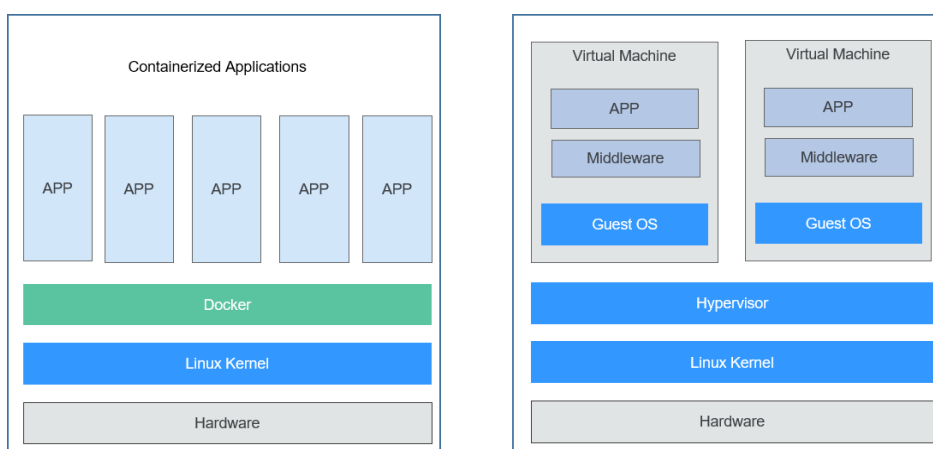 Containerized Applications
APP
APP
APP
APP
APP
Docker
Linux Kernel
Hardware
Virtual Machine
APP
Middleware
Guest OS
Virtual Machine
APP
Middleware
Guest OS
Hypervisor
Linux Kernel
Hardware